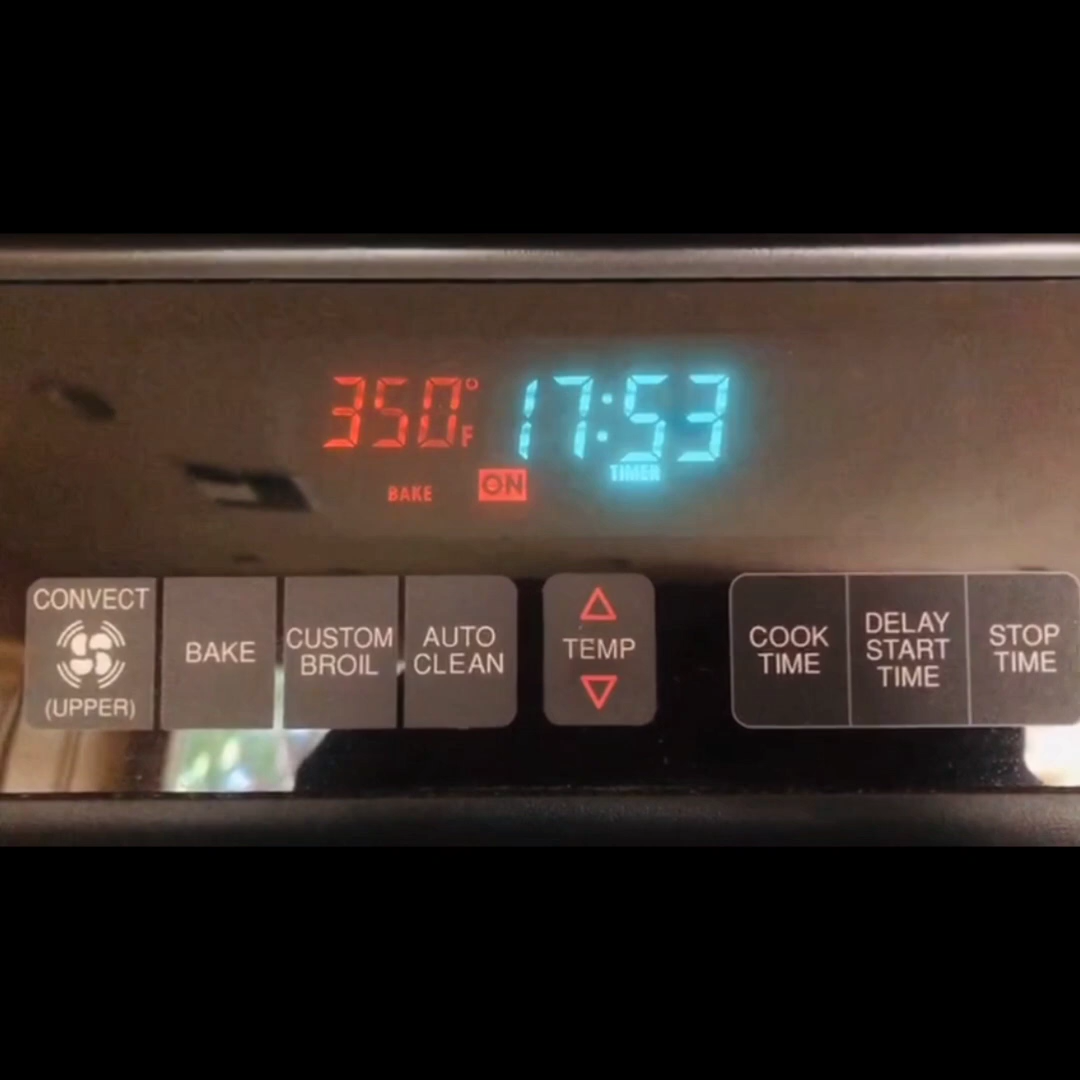 350°F 17:53
TIMER
BAKE ON
CONVECT
(UPPER)
BAKE
CUSTOM
BROIL
AUTO
CLEAN
TEMP
COOK
TIME
DELAY
START
TIME
STOP
TIME